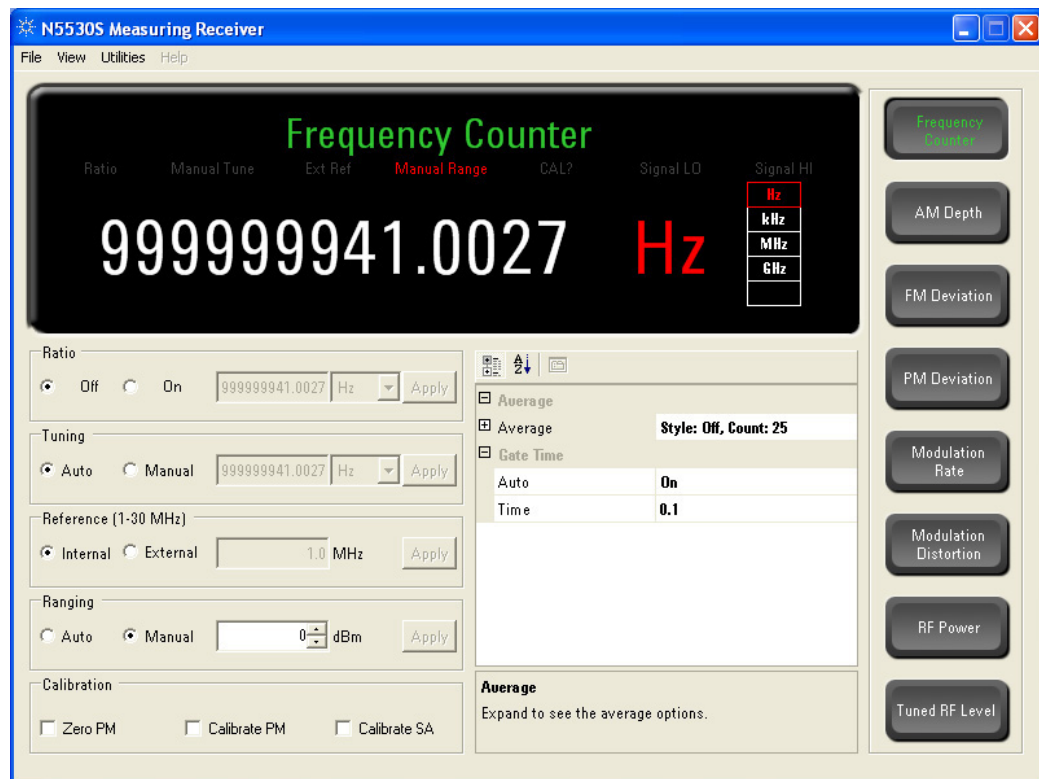 N5530S Measuring Receiver
File View Utilities Help
Frequency Counter
Ratio Manual Tune Ext Ref Manual Range CAL? Signal LO Signal HI
999999941.0027 Hz
Hz
kHz
MHz
GHz
Ratio
Off On 999999941.0027 Hz Apply
Tuning
Auto Manual 999999941.0027 Hz Apply
Reference (1-30 MHz)
Internal External 1.0 MHz Apply
Ranging
Auto Manual 0 dBm Apply
Calibration
Zero PM Calibrate PM Calibrate SA
Average
Average Style: Off, Count: 25
Gate Time
Auto On
Time 0.1
Average
Expand to see the average options.
Frequency
Counter
AM Depth
FM Deviation
PM Deviation
Modulation
Rate
Modulation
Distortion
RF Power
Tuned RF Level